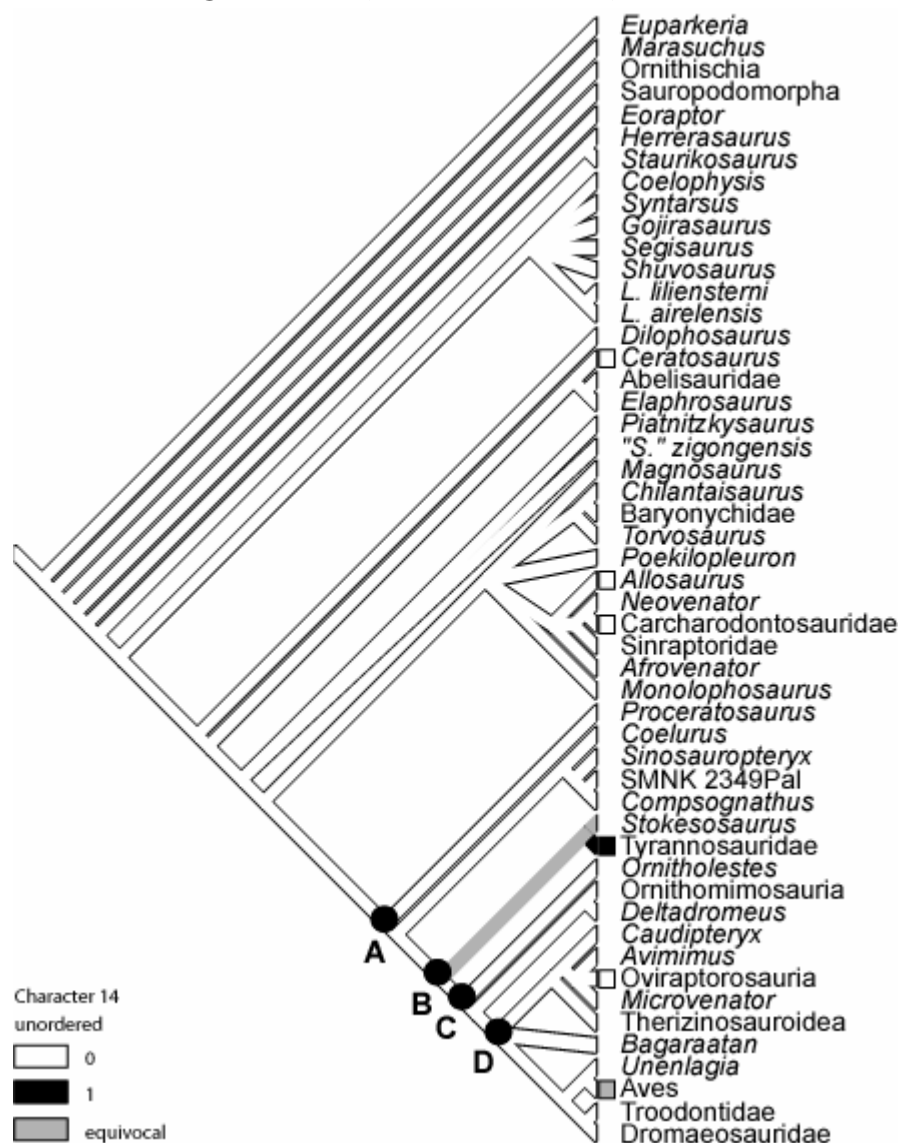 Euparkeria
Marasuchus
Ornithischia
Sauropodomorpha
Eoraptor
Herrerasaurus
Staurikosaurus
Coelophysis
Syntarsus
Gojirasaurus
Segisaurus
Shuvosaurus
L. liliensterni
L. airelensis
Dilophosaurus
Ceratosaurus
Abelisauridae
Elaphrosaurus
Piatnitzkysaurus
"S." zigongensis
Magnosaurus
Chilantaisaurus
Baryonychidae
Torvosaurus
Poekilopleuron
Allosaurus
Neovenator
Carcharodontosauridae
Sinraptoridae
Afrovenator
Monolophosaurus
Proceratosaurus
Coelurus
Sinosauropteryx
SMNK 2349Pal
Compsognathus
Stokesosaurus
Tyrannosauridae
Ornitholestes
Ornithomimosauria
Deltadromeus
Caudipteryx
Avimimus
Oviraptorosauria
Microvenator
Therizinosauroidea
Bagaraatan
Unenlagia
Aves
Troodontidae
Dromaeosauridae
A
B
C
D
Character 14
unordered
0
1
equivocal